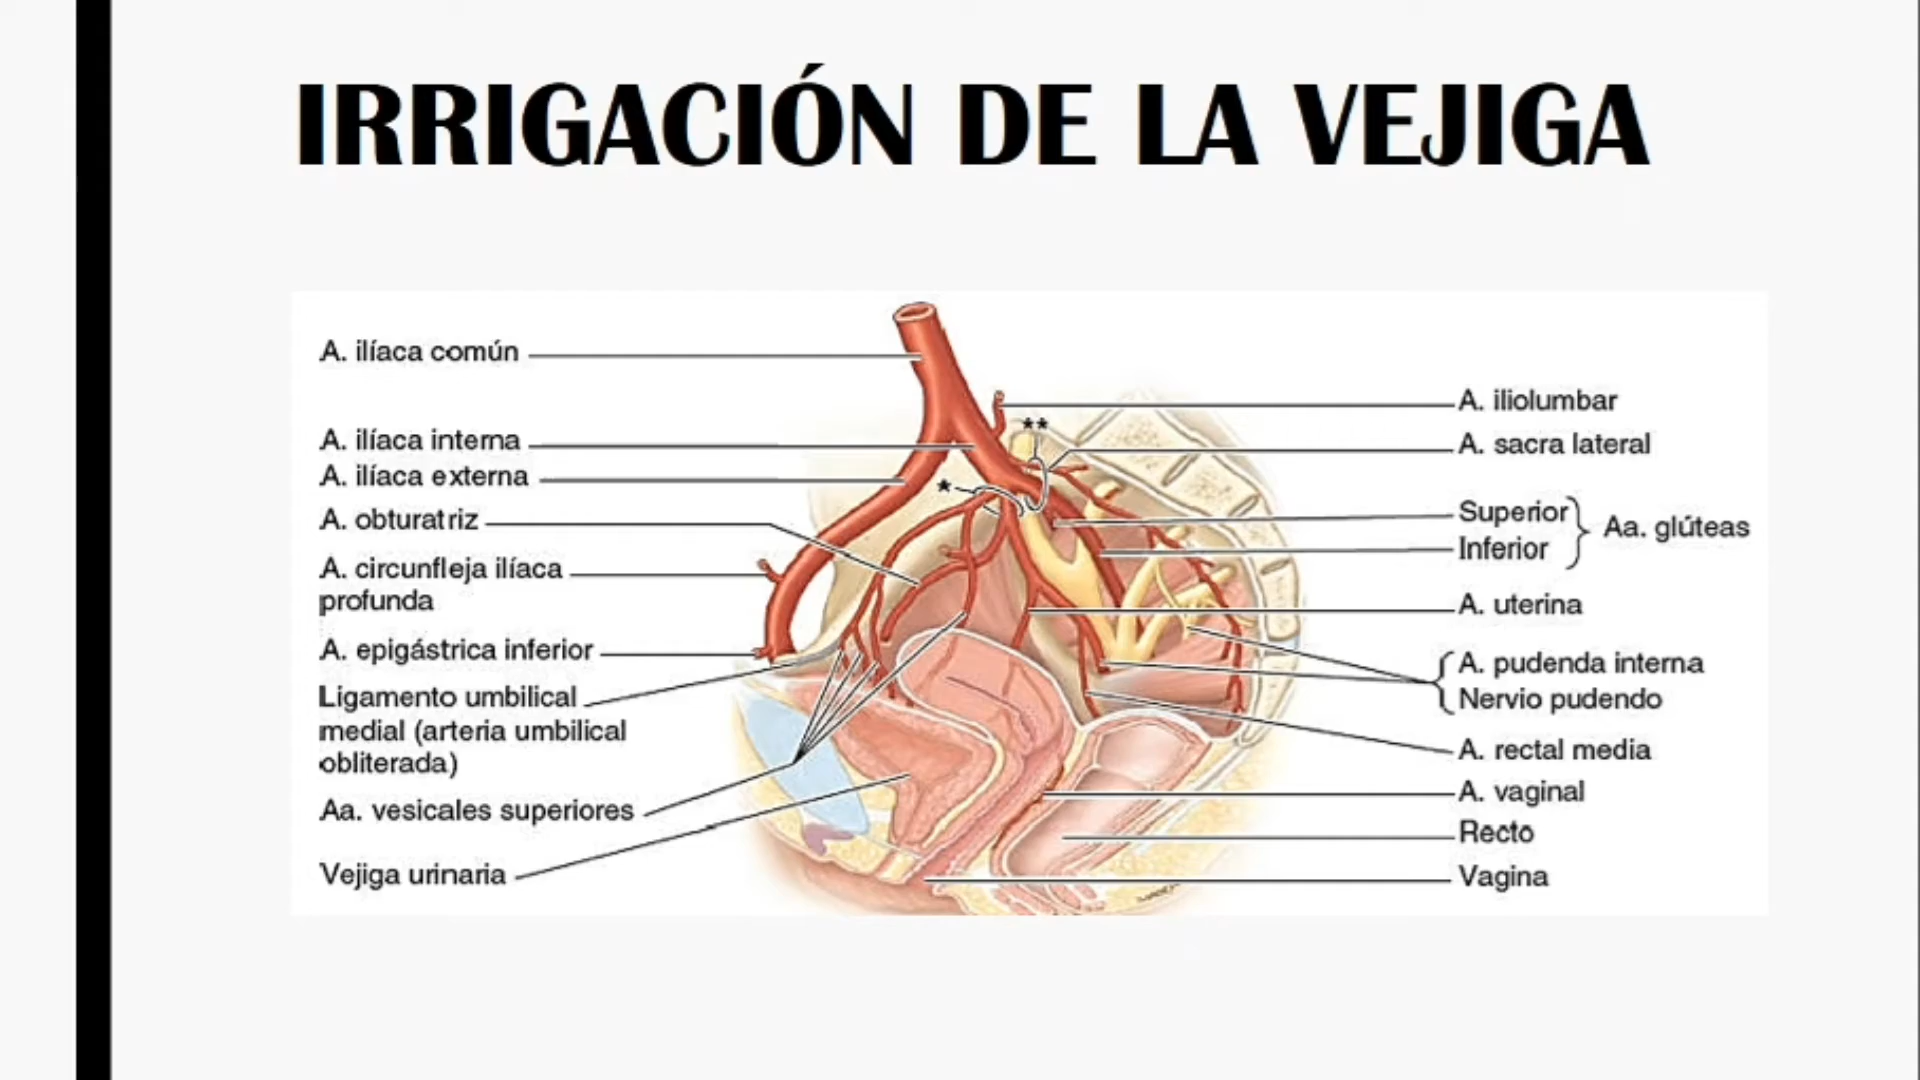 IRRIGACIÓN DE LA VEJIGA
A. ilíaca común
A. ilíaca interna
A. ilíaca externa
A. obturatriz
A. circunfleja ilíaca
profunda
A. epigástrica inferior
Ligamento umbilical
medial (arteria umbilical
obliterada)
Aa. vesicales superiores
Vejiga urinaria
*
**
A. iliolumbar
A. sacra lateral
Superior
Inferior
Aa. glúteas
A. uterina
A. pudenda interna
Nervio pudendo
A. rectal media
A. vaginal
Recto
Vagina